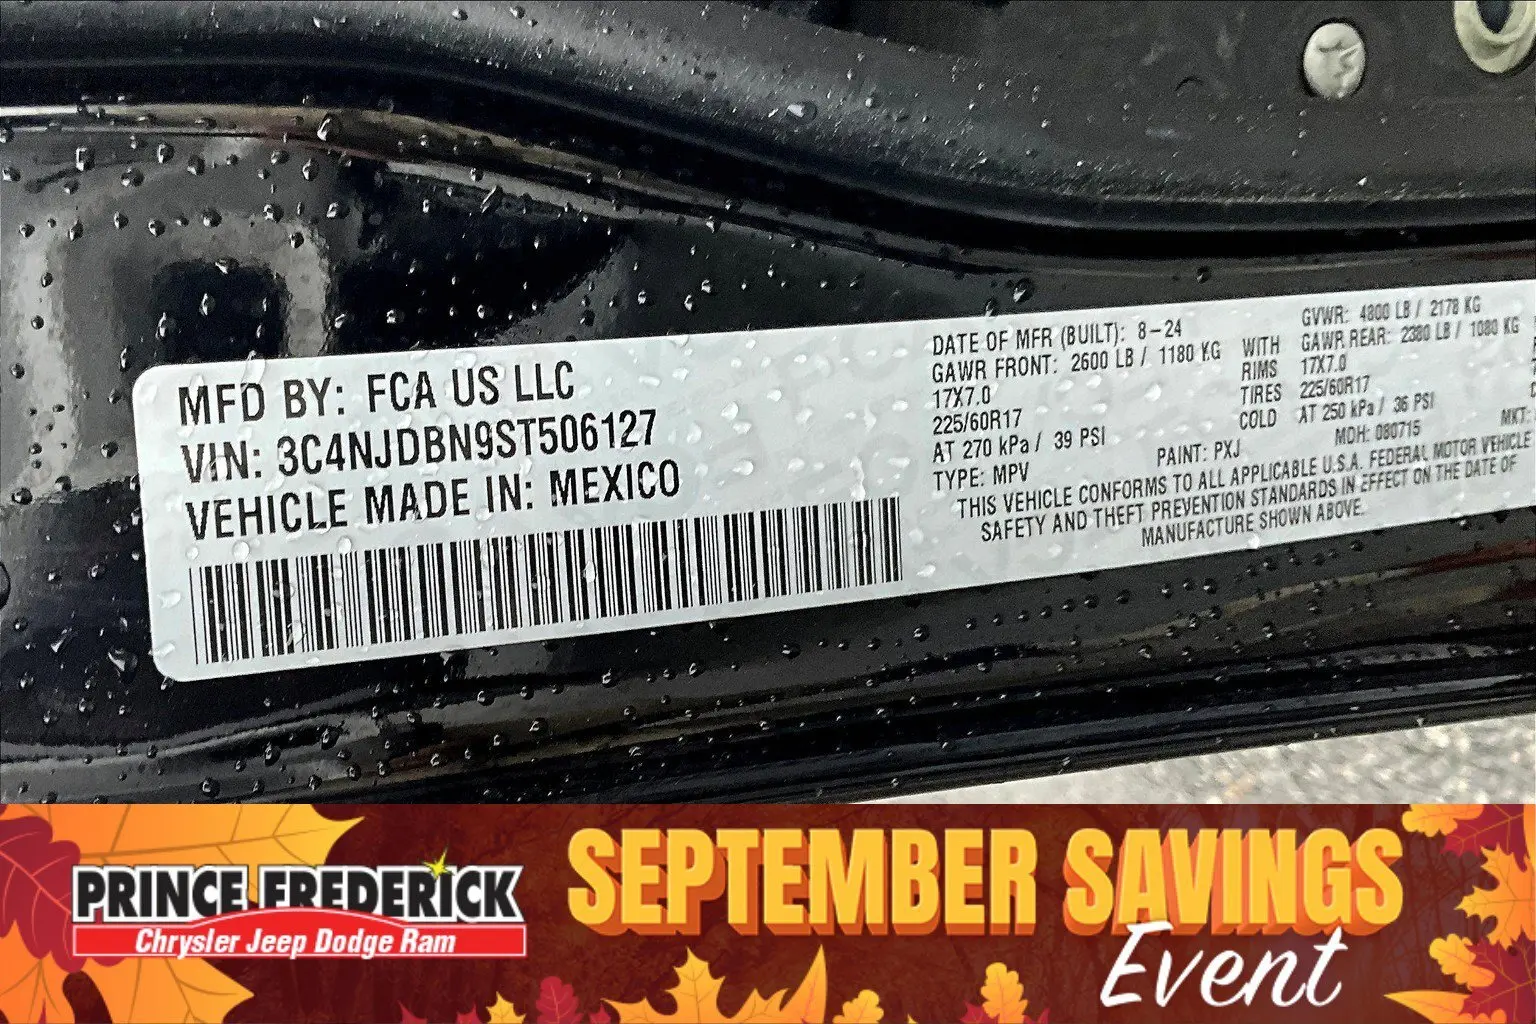 MFD BY: FCA US LLC
VIN: 3C4NJDBN9ST506127
VEHICLE MADE IN: MEXICO
DATE OF MFR (BUILT): 8-24
GVWR: 4800 LB / 2178 KG
GAWR FRONT: 2600 LB / 1180 KG WITH GAWR REAR: 2380 LB / 1080 KG
17X7.0 RIMS 17X7.0
225/60R17 TIRES 225/60R17
AT 270 kPa / 39 PSI COLD AT 250 kPa / 36 PSI
TYPE: MPV PAINT: PXJ MDH: 080715 MKT:
THIS VEHICLE CONFORMS TO ALL APPLICABLE U.S.A. FEDERAL MOTOR VEHICLE
SAFETY AND THEFT PREVENTION STANDARDS IN EFFECT ON THE DATE OF
MANUFACTURE SHOWN ABOVE.
PRINCE FREDERICK
Chrysler Jeep Dodge Ram
SEPTEMBER SAVINGS
Event